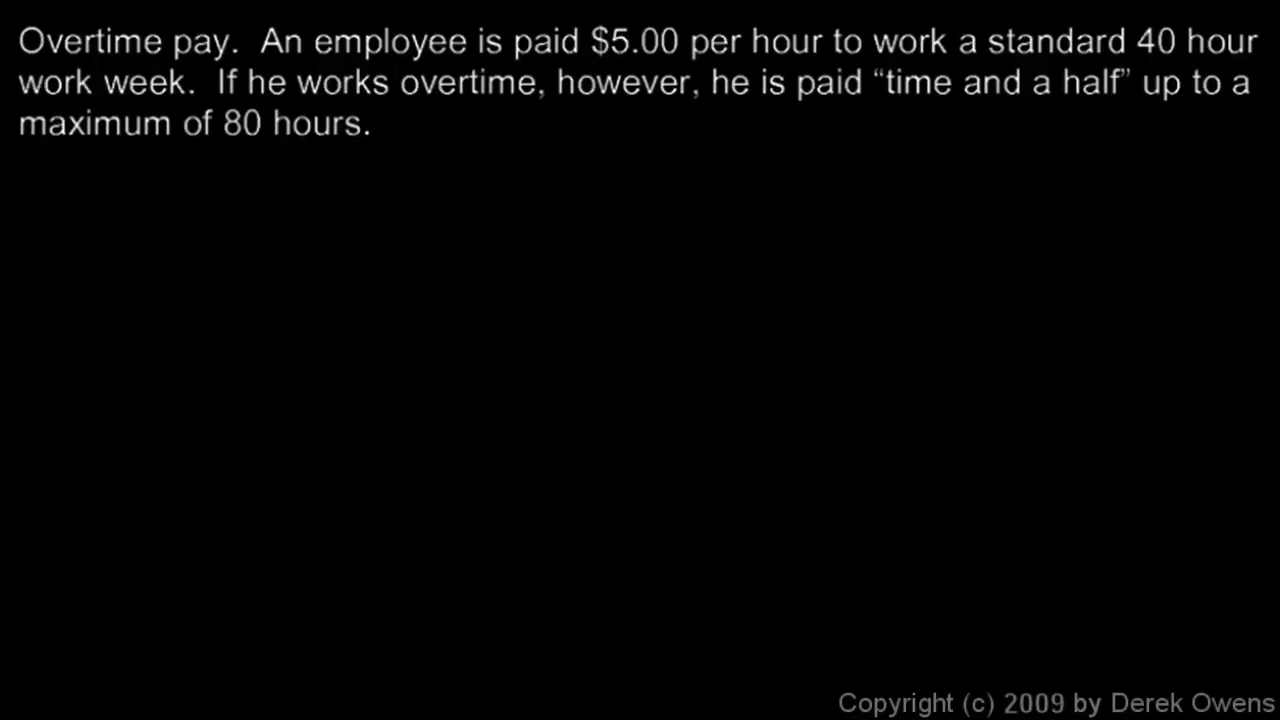 Overtime pay.  An employee is paid $5.00 per hour to work a standard 40 hour
work week.  If he works overtime, however, he is paid “time and a half” up to a
maximum of 80 hours.
Copyright (c) 2009 by Derek Owens